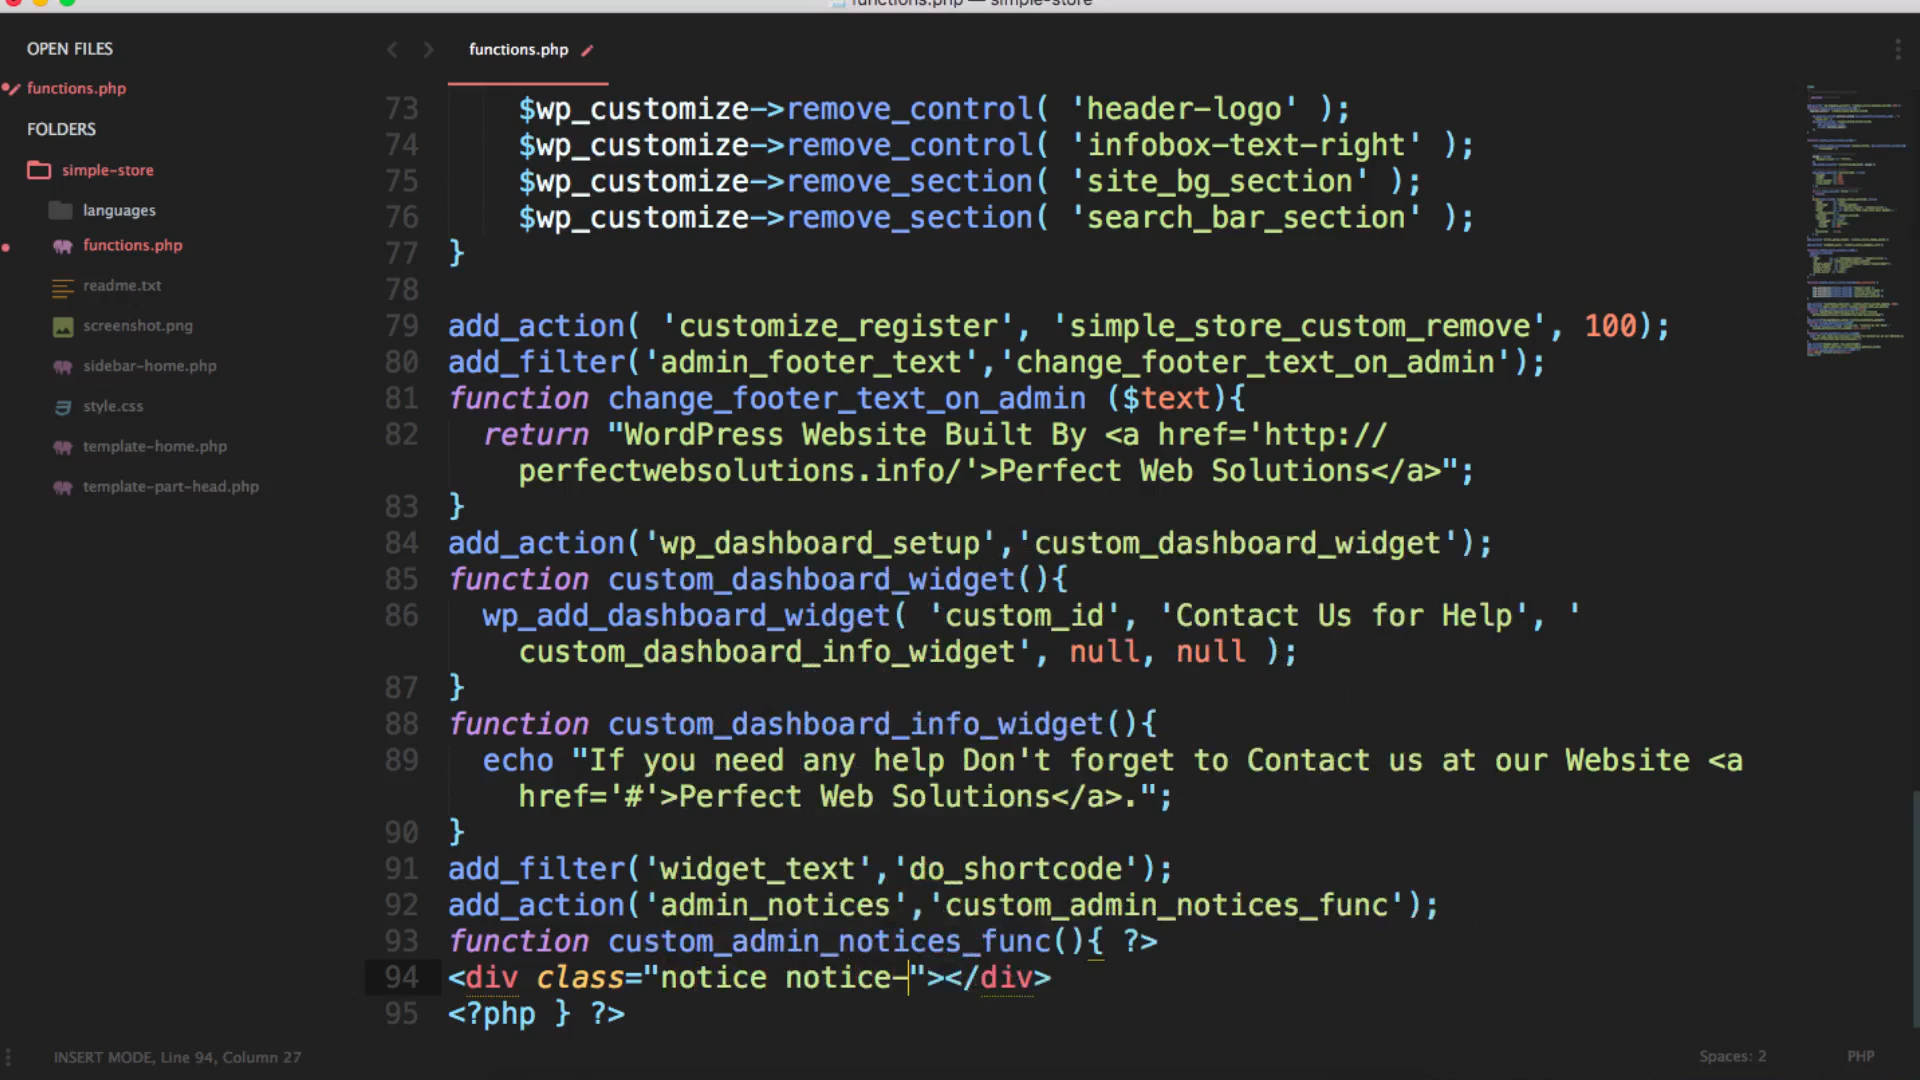 functions.php — simple-store
OPEN FILES
functions.php
functions.php
FOLDERS
simple-store
languages
functions.php
readme.txt
screenshot.png
sidebar-home.php
style.css
template-home.php
template-part-head.php
73 $wp_customize->remove_control( 'header-logo' );
74 $wp_customize->remove_control( 'infobox-text-right' );
75 $wp_customize->remove_section( 'site_bg_section' );
76 $wp_customize->remove_section( 'search_bar_section' );
77 }
78
79 add_action( 'customize_register', 'simple_store_custom_remove', 100);
80 add_filter('admin_footer_text','change_footer_text_on_admin');
81 function change_footer_text_on_admin ($text){
82 return "WordPress Website Built By <a href='http://
perfectwebsolutions.info/'>Perfect Web Solutions</a>";
83 }
84 add_action('wp_dashboard_setup','custom_dashboard_widget');
85 function custom_dashboard_widget(){
86 wp_add_dashboard_widget( 'custom_id', 'Contact Us for Help', '
custom_dashboard_info_widget', null, null );
87 }
88 function custom_dashboard_info_widget(){
89 echo "If you need any help Don't forget to Contact us at our Website <a
href='#'>Perfect Web Solutions</a>.";
90 }
91 add_filter('widget_text','do_shortcode');
92 add_action('admin_notices','custom_admin_notices_func');
93 function custom_admin_notices_func(){ ?>
94 <div class="notice notice-"></div>
95 <?php } ?>
INSERT MODE, Line 94, Column 27
Spaces: 2
PHP